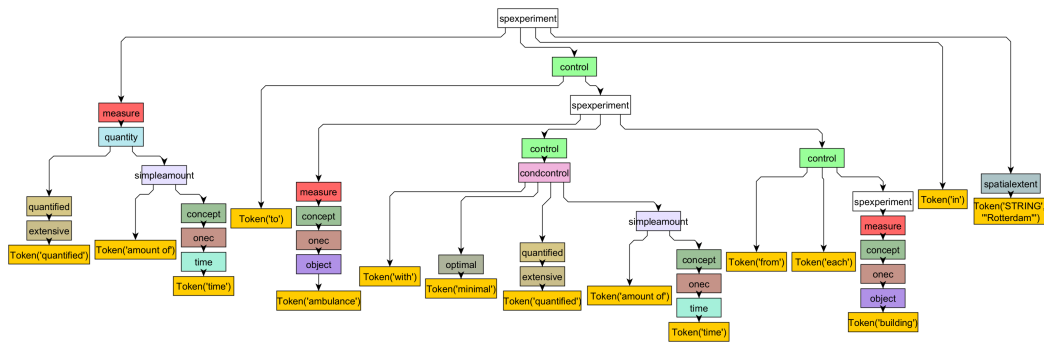 spexperiment
control
spexperiment
measure
quantity
control
control
condcontrol
simpleamount
spatialextent
measure
spexperiment
quantified
concept
concept
simpleamount
Token('to')
Token('in')
Token('STRING',
'"Rotterdam"')
measure
extensive
onec
onec
quantified
concept
concept
Token('quantified')
Token('amount of')
time
object
Token('with')
optimal
extensive
onec
Token('from')
Token('each')
onec
Token('time')
Token('ambulance')
Token('minimal')
Token('quantified')
Token('amount of')
time
object
Token('time')
Token('building')